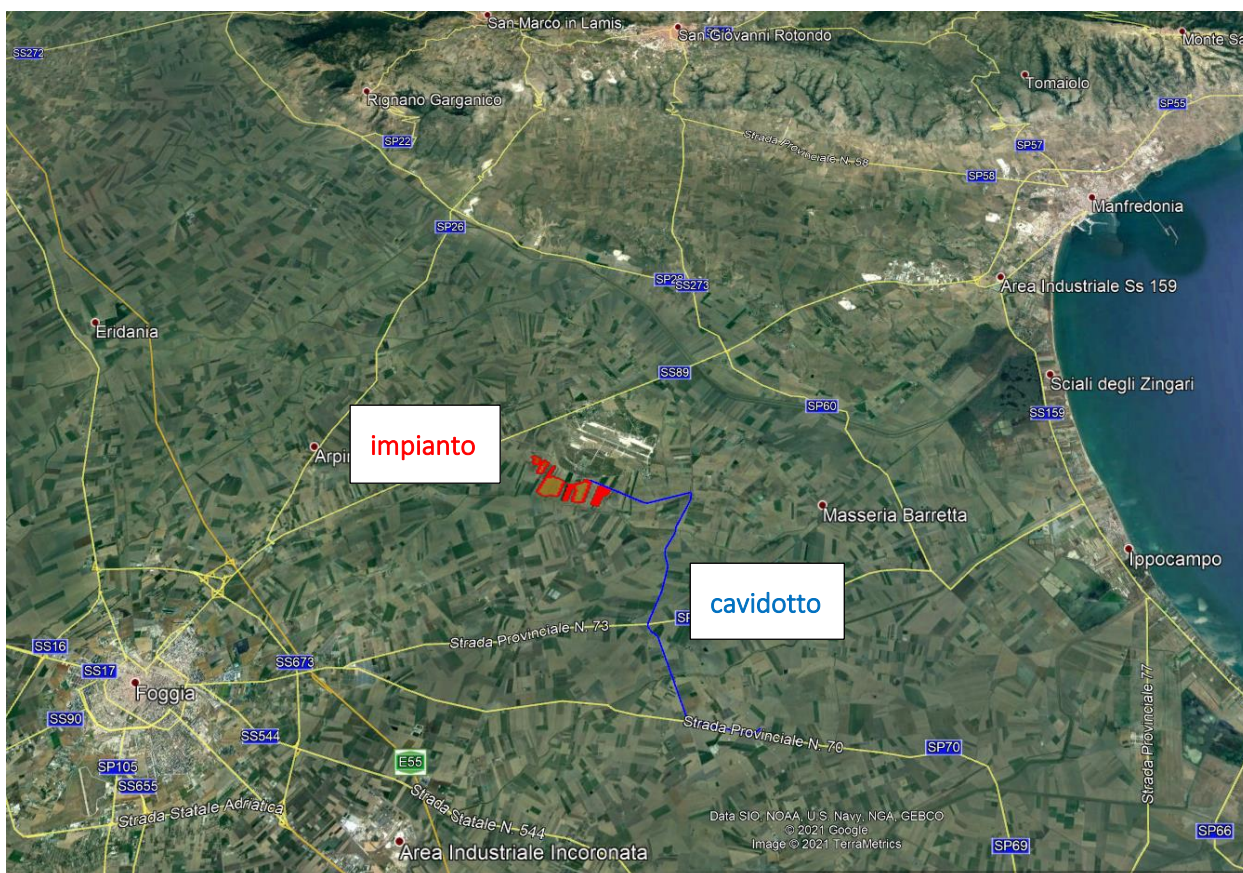 San Marco in Lamis
San Giovanni Rotondo
Monte Sa
SS272
Tomaiolo
Rignano Garganico
SP55
SP22
Strada Provinciale N. 58
SP57
SP58
Manfredonia
SP26
SP28
SS273
Area Industriale Ss 159
Eridania
SS89
Sciali degli Zingari
SP60
SS159
impianto
Arpi
Masseria Barretta
Ippocampo
cavidotto
SP
Strada Provinciale N. 73
SS16
SS673
SS17
Foggia
Strada Provinciale 77
SS90
SS544
Strada Provinciale N. 70
SP70
E55
SP105
SS655
Strada Statale Adriatica
Strada Statale N. 544
Data SIO, NOAA, U.S. Navy, NGA, GEBCO
© 2021 Google
Image © 2021 TerraMetrics
SP66
SP69
Area Industriale Incoronata